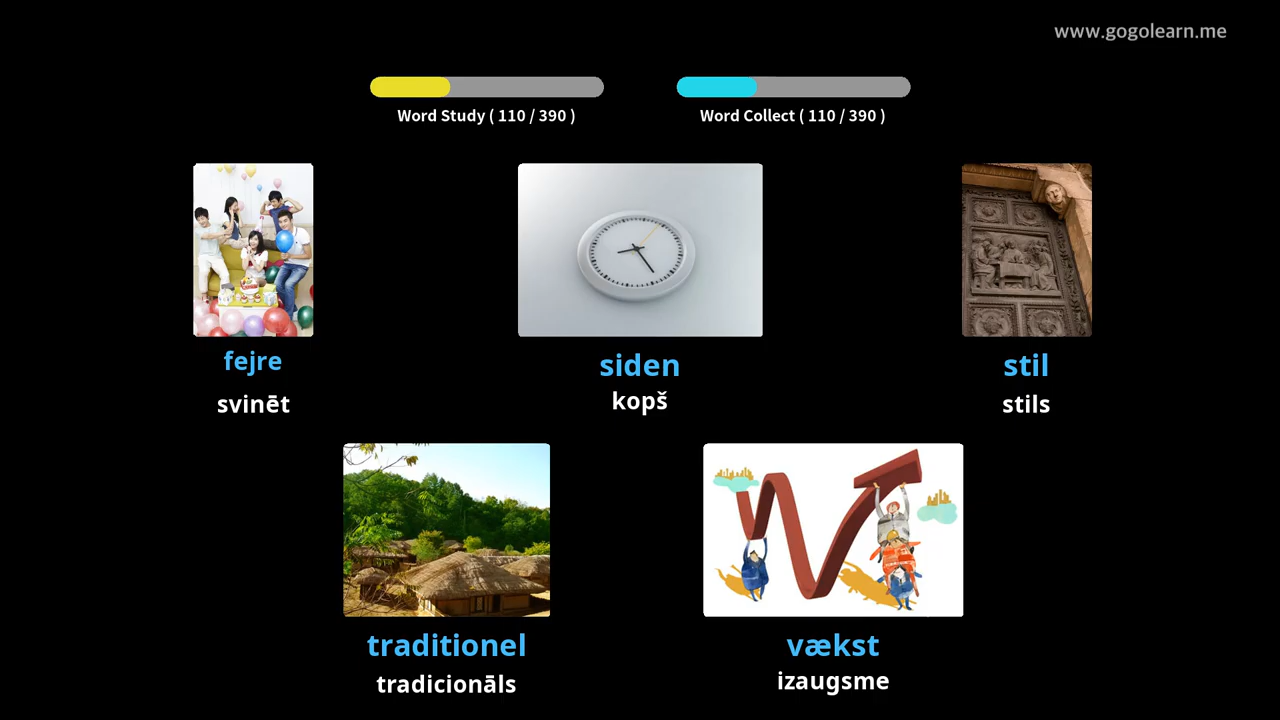 www.gogolearn.me
Word Study ( 110 / 390 )
Word Collect ( 110 / 390 )
fejre
svinēt
siden
kopš
stil
stils
traditionel
tradicionāls
vækst
izaugsme